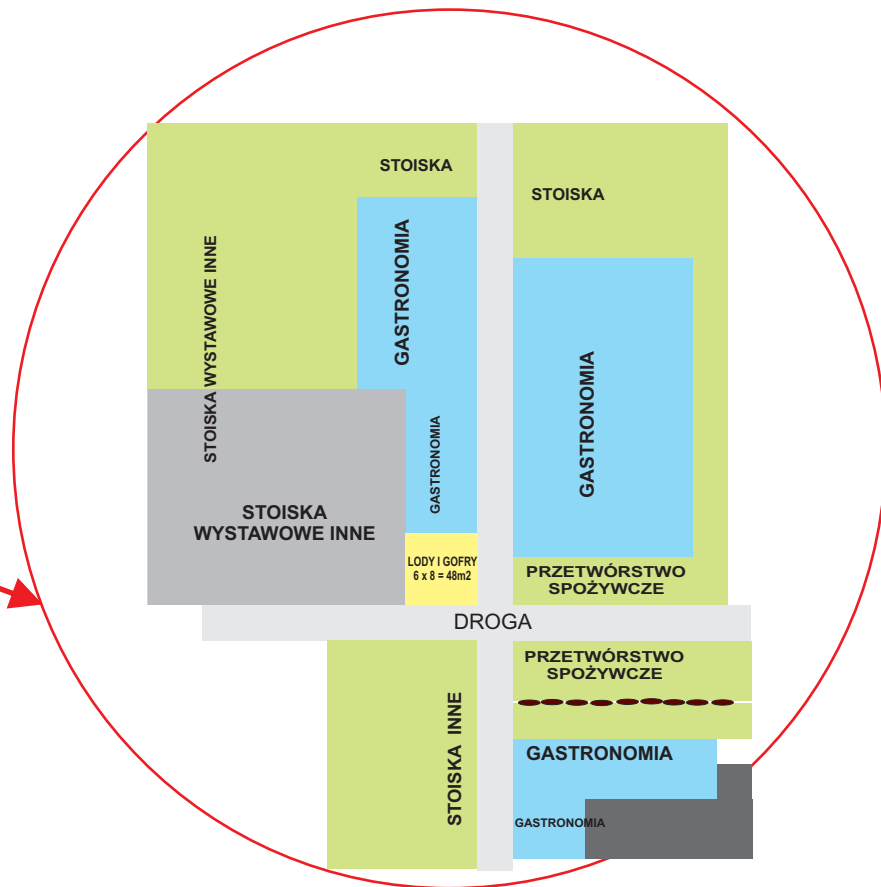 STOISKA
STOISKA
STOISKA WYSTAWOWE INNE
GASTRONOMIA
GASTRONOMIA
GASTRONOMIA
STOISKA
WYSTAWOWE INNE
LODY I GOFRY
6 x 8 = 48m2
PRZETWÓRSTWO
SPOŻYWCZE
DROGA
PRZETWÓRSTWO
SPOŻYWCZE
STOISKA INNE
GASTRONOMIA
GASTRONOMIA